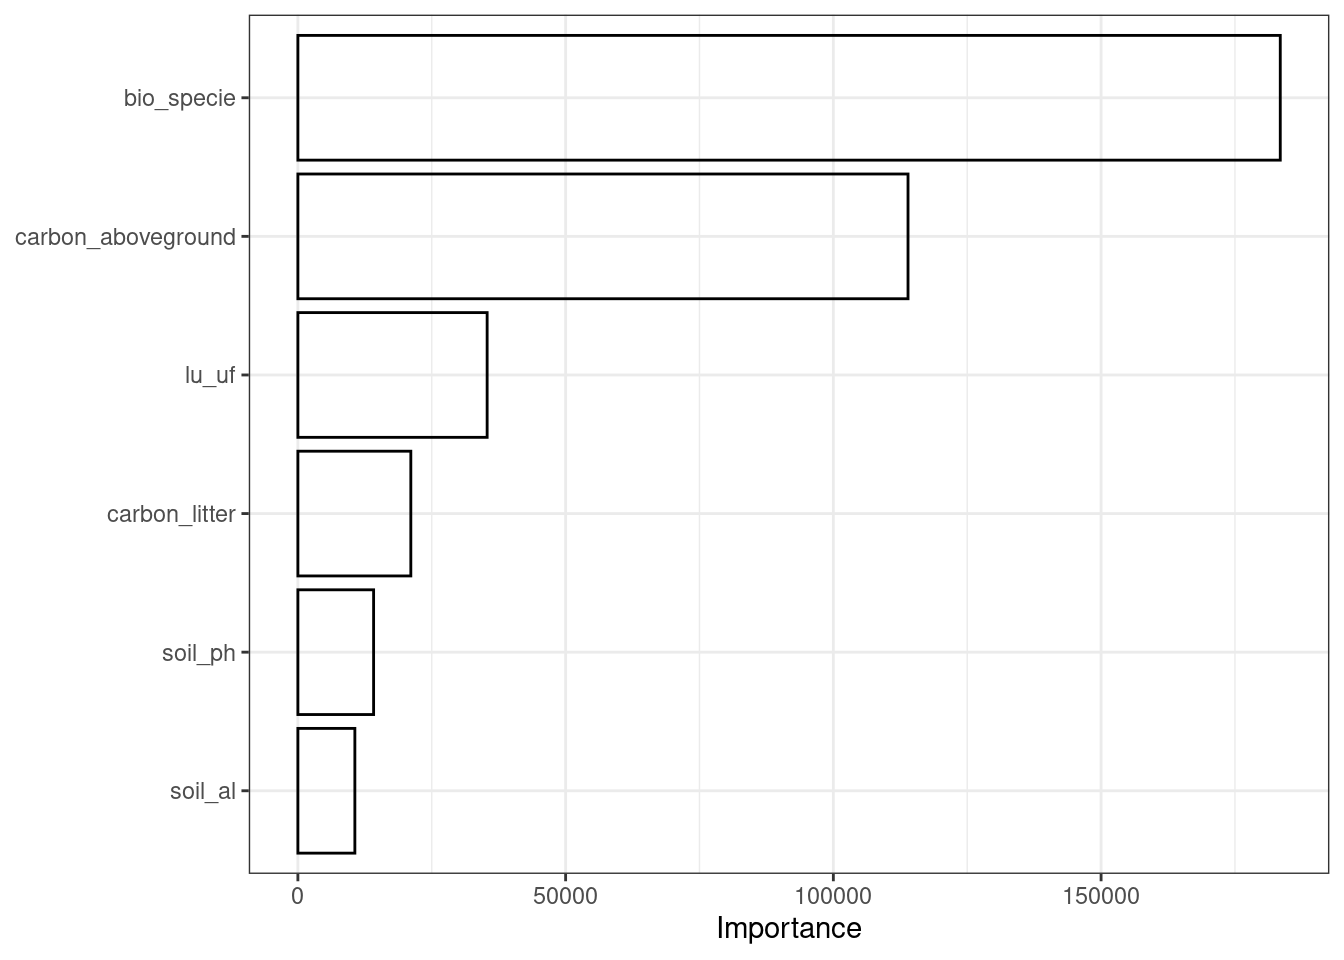 bio_specie
carbon_aboveground
lu_uf
carbon_litter
soil_ph
soil_al
0 50000 100000 150000
Importance